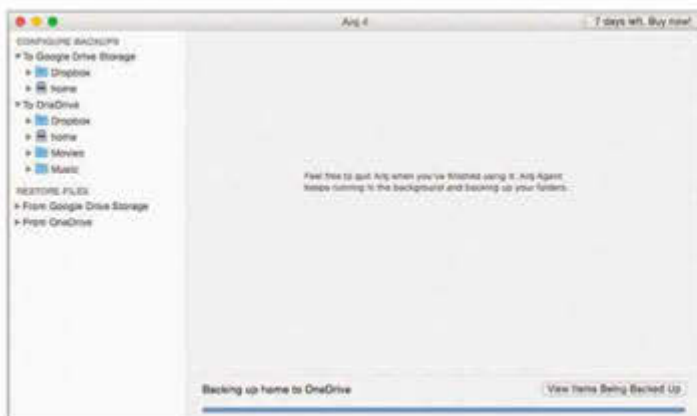 Arq 4
7 days left. Buy now!
CONFIGURE BACKUPS
To Google Drive Storage
Dropbox
home
To OneDrive
Dropbox
home
Movies
Music
RESTORE FILES
From Google Drive Storage
From OneDrive
Feel free to quit Arq when you've finished using it. Arq Agent
keeps running in the background and backing up your folders.
Backing up home to OneDrive
View Items Being Backed Up